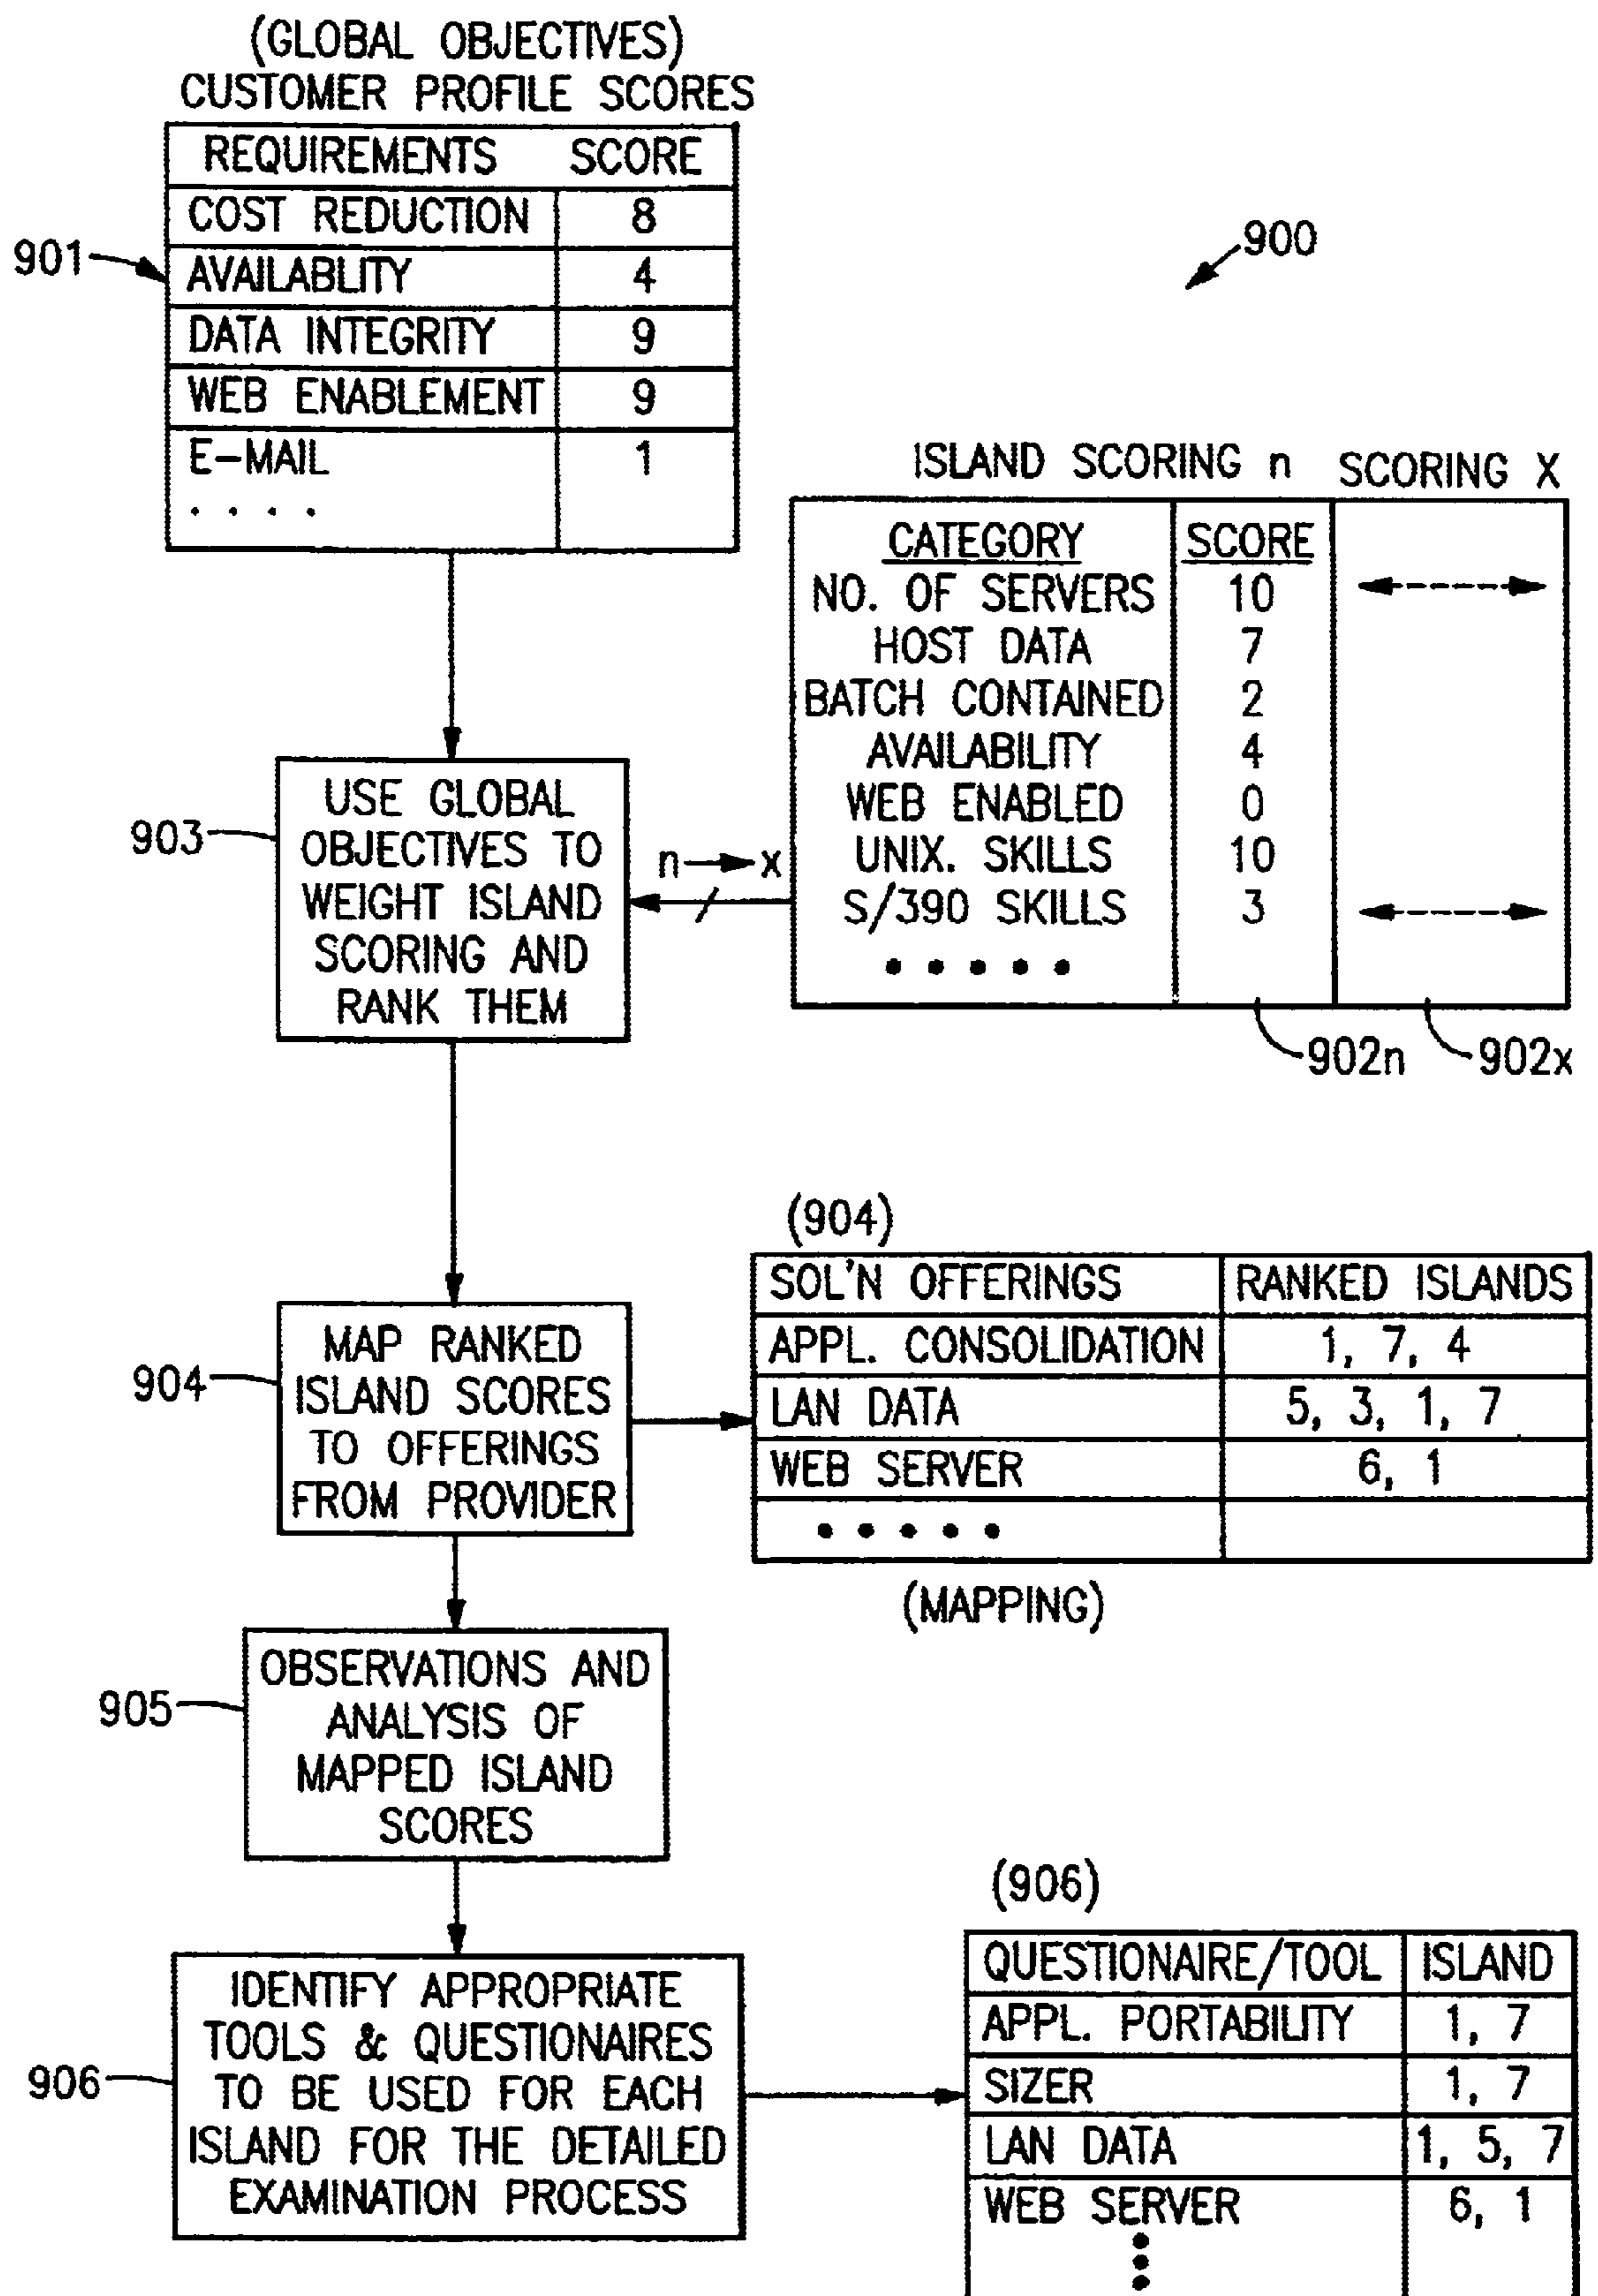 (GLOBAL OBJECTIVES)
CUSTOMER PROFILE SCORES
REQUIREMENTS SCORE
COST REDUCTION 8
901
AVAILABLITY 4
DATA INTEGRITY 9
WEB ENABLEMENT 9
E-MAIL 1
. . . .
900
ISLAND SCORING n SCORING X
CATEGORY SCORE
NO. OF SERVERS 10
HOST DATA 7
BATCH CONTAINED 2
AVAILABILITY 4
WEB ENABLED 0
UNIX. SKILLS 10
S/390 SKILLS 3
• • • • •
902n 902x
n x
903
USE GLOBAL
OBJECTIVES TO
WEIGHT ISLAND
SCORING AND
RANK THEM
904
MAP RANKED
ISLAND SCORES
TO OFFERINGS
FROM PROVIDER
(904)
SOL'N OFFERINGS RANKED ISLANDS
APPL. CONSOLIDATION 1, 7, 4
LAN DATA 5, 3, 1, 7
WEB SERVER 6, 1
• • • • •
(MAPPING)
905
OBSERVATIONS AND
ANALYSIS OF
MAPPED ISLAND
SCORES
906
IDENTIFY APPROPRIATE
TOOLS & QUESTIONAIRES
TO BE USED FOR EACH
ISLAND FOR THE DETAILED
EXAMINATION PROCESS
(906)
QUESTIONAIRE/TOOL ISLAND
APPL. PORTABILITY 1, 7
SIZER 1, 7
LAN DATA 1, 5, 7
WEB SERVER 6, 1